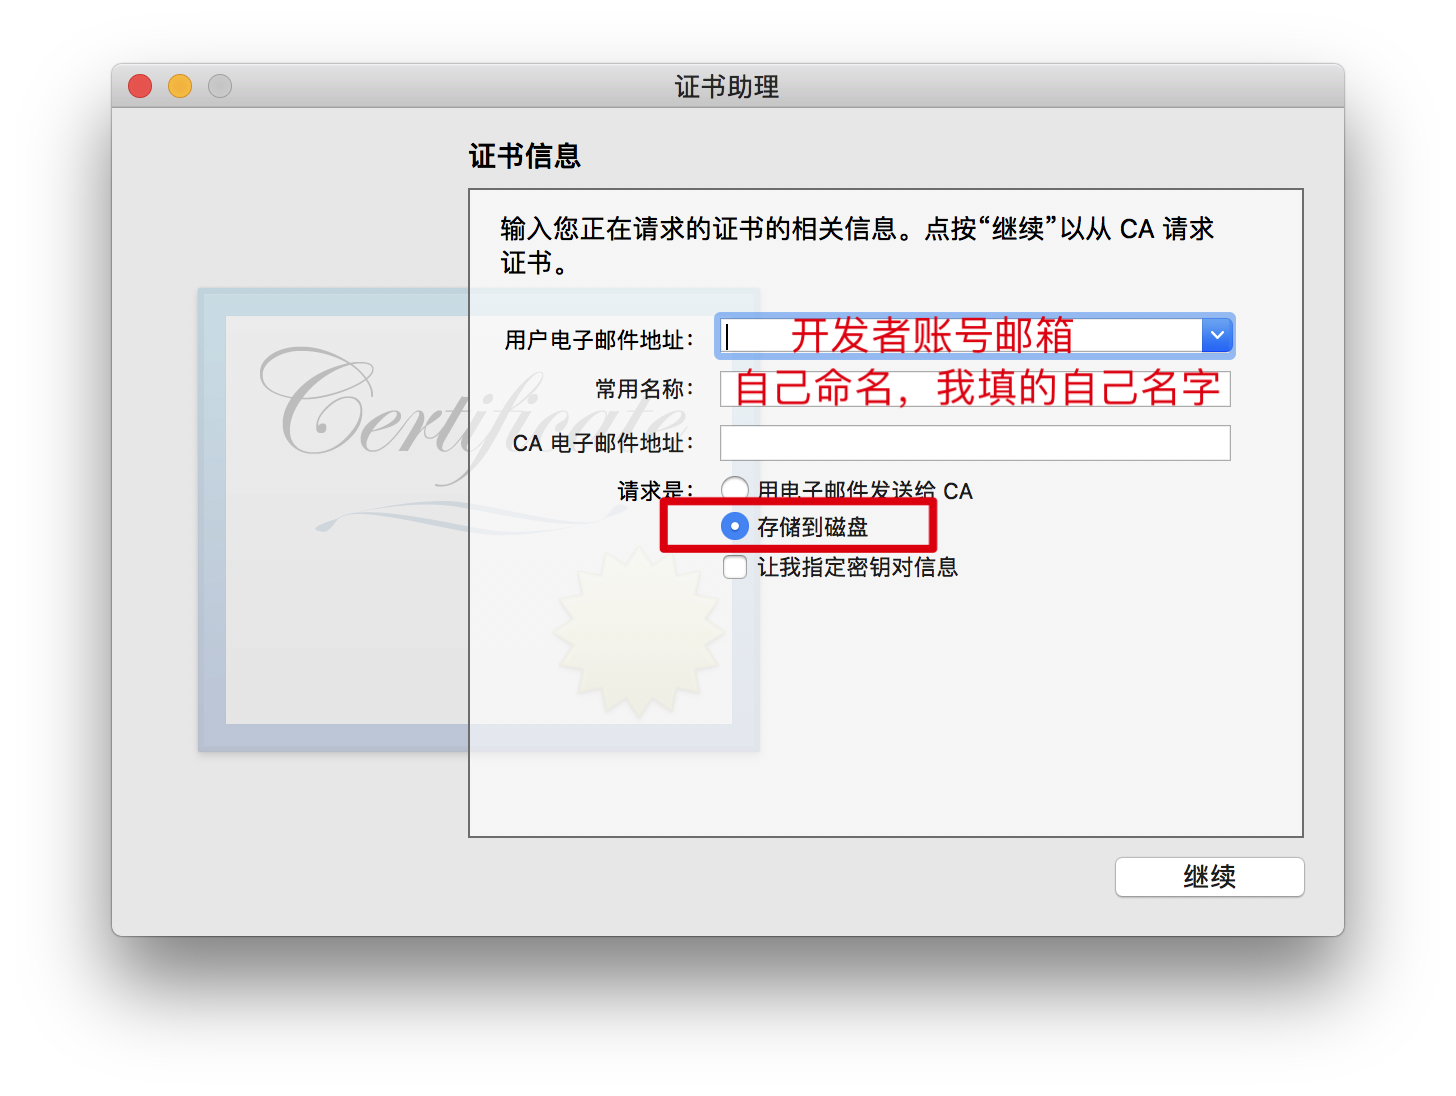 证书助理
证书信息
输入您正在请求的证书的相关信息。点按“继续”以从 CA 请求
证书。
Certificate
用户电子邮件地址： 开发者账号邮箱
常用名称： 自己命名，我填的自己名字
CA 电子邮件地址：
请求是： 用电子邮件发送给 CA
存储到磁盘
让我指定密钥对信息
继续